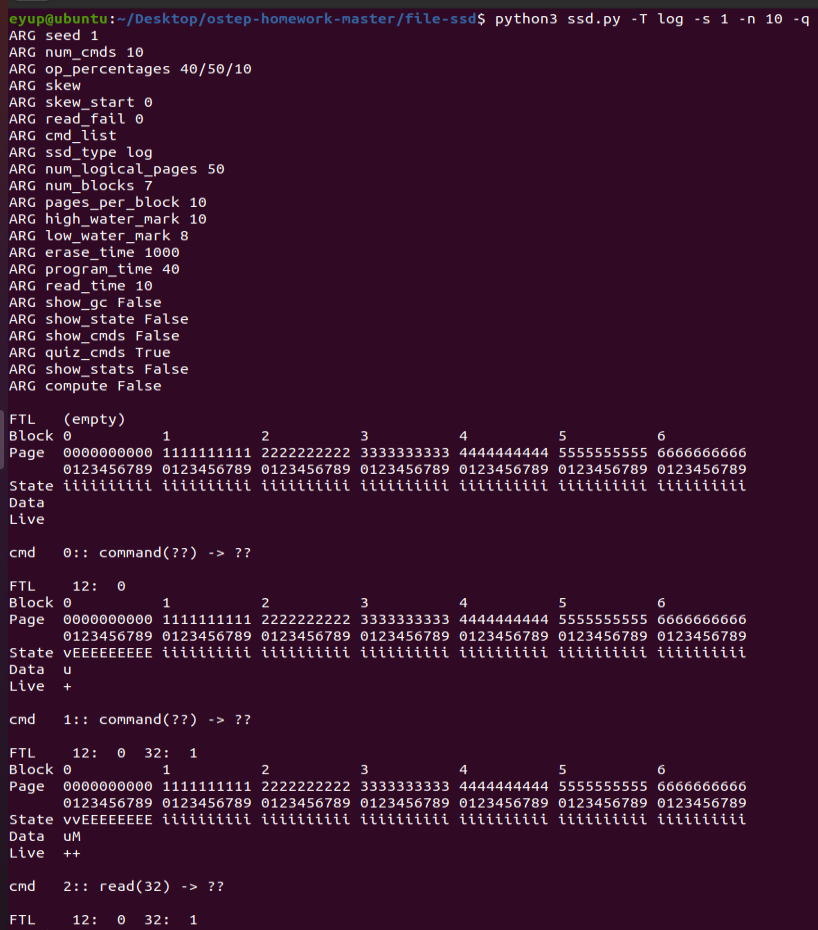 eyup@ubuntu:~/Desktop/ostep-homework-master/file-ssd$ python3 ssd.py -T log -s 1 -n 10 -q
ARG seed 1
ARG num_cmds 10
ARG op_percentages 40/50/10
ARG skew
ARG skew_start 0
ARG read_fail 0
ARG cmd_list
ARG ssd_type log
ARG num_logical_pages 50
ARG num_blocks 7
ARG pages_per_block 10
ARG high_water_mark 10
ARG low_water_mark 8
ARG erase_time 1000
ARG program_time 40
ARG read_time 10
ARG show_gc False
ARG show_state False
ARG show_cmds False
ARG quiz_cmds True
ARG show_stats False
ARG compute False

FTL   (empty)
Block 0          1          2          3          4          5          6
Page  0000000000 1111111111 2222222222 3333333333 4444444444 5555555555 6666666666
      0123456789 0123456789 0123456789 0123456789 0123456789 0123456789 0123456789
State iiiiiiiiii iiiiiiiiii iiiiiiiiii iiiiiiiiii iiiiiiiiii iiiiiiiiii iiiiiiiiii
Data
Live

cmd   0:: command(??) -> ??

FTL    12:  0
Block 0          1          2          3          4          5          6
Page  0000000000 1111111111 2222222222 3333333333 4444444444 5555555555 6666666666
      0123456789 0123456789 0123456789 0123456789 0123456789 0123456789 0123456789
State vEEEEEEEEE iiiiiiiiii iiiiiiiiii iiiiiiiiii iiiiiiiiii iiiiiiiiii iiiiiiiiii
Data  u
Live  +

cmd   1:: command(??) -> ??

FTL    12:  0  32:  1
Block 0          1          2          3          4          5          6
Page  0000000000 1111111111 2222222222 3333333333 4444444444 5555555555 6666666666
      0123456789 0123456789 0123456789 0123456789 0123456789 0123456789 0123456789
State vvEEEEEEEE iiiiiiiiii iiiiiiiiii iiiiiiiiii iiiiiiiiii iiiiiiiiii iiiiiiiiii
Data  uM
Live  ++

cmd   2:: read(32) -> ??

FTL    12:  0  32:  1